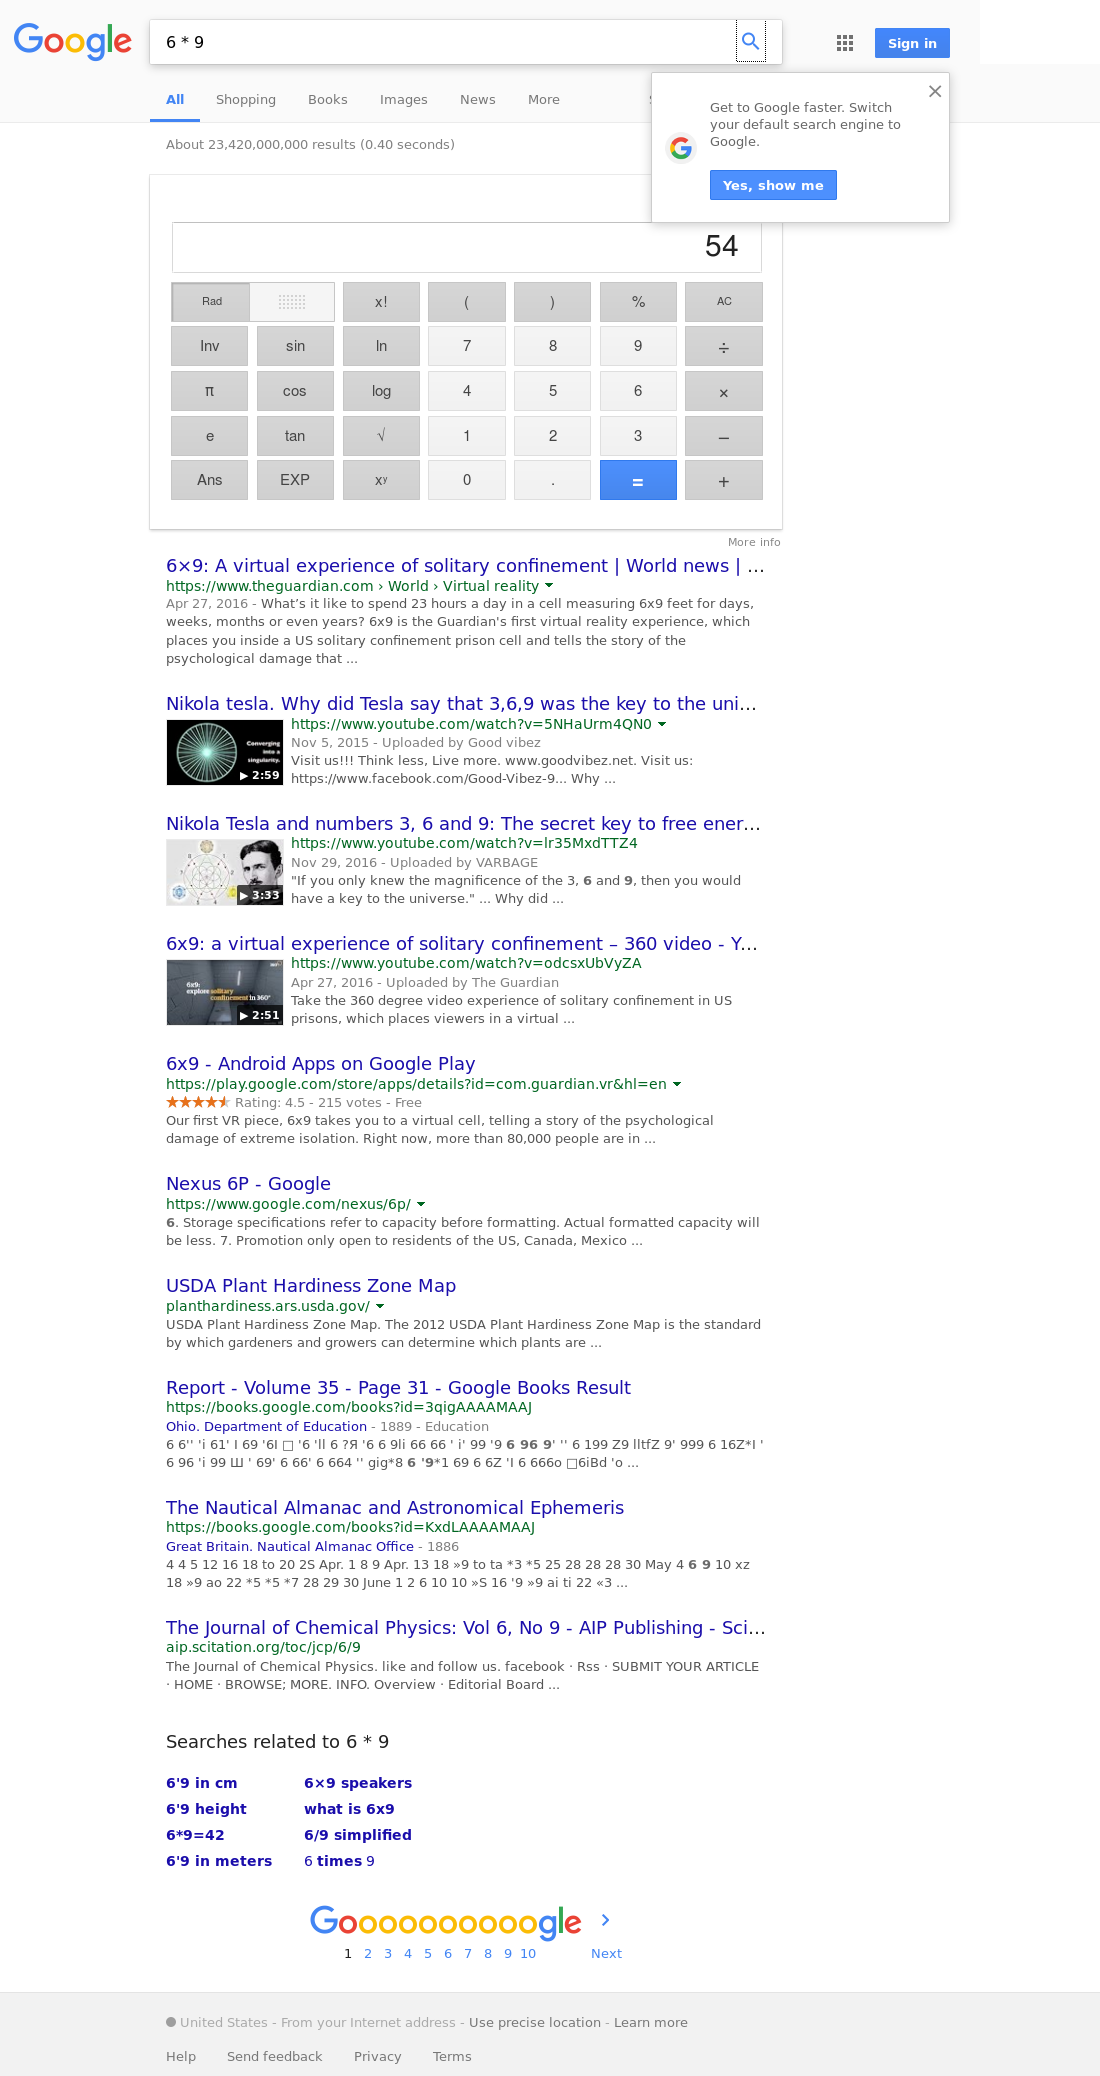 Google
6 * 9
Sign in
All Shopping Books Images News More
Get to Google faster. Switch
your default search engine to
Google.
Yes, show me
About 23,420,000,000 results (0.40 seconds)
54
Rad x! ( ) % AC
Inv sin ln 7 8 9 ÷
π cos log 4 5 6 ×
e tan √ 1 2 3 −
Ans EXP xʸ 0 . = +
More info
6×9: A virtual experience of solitary confinement | World news | ...
https://www.theguardian.com › World › Virtual reality
Apr 27, 2016 - What’s it like to spend 23 hours a day in a cell measuring 6x9 feet for days,
weeks, months or even years? 6x9 is the Guardian's first virtual reality experience, which
places you inside a US solitary confinement prison cell and tells the story of the
psychological damage that ...
Nikola tesla. Why did Tesla say that 3,6,9 was the key to the uni...
Converging
into a
singularity.
2:59
https://www.youtube.com/watch?v=5NHaUrm4QN0
Nov 5, 2015 - Uploaded by Good vibez
Visit us!!! Think less, Live more. www.goodvibez.net. Visit us:
https://www.facebook.com/Good-Vibez-9... Why ...
Nikola Tesla and numbers 3, 6 and 9: The secret key to free ener...
3:33
https://www.youtube.com/watch?v=lr35MxdTTZ4
Nov 29, 2016 - Uploaded by VARBAGE
"If you only knew the magnificence of the 3, 6 and 9, then you would
have a key to the universe." ... Why did ...
6x9: a virtual experience of solitary confinement – 360 video - Y...
6x9:
explore solitary
confinement in 360°
2:51
https://www.youtube.com/watch?v=odcsxUbVyZA
Apr 27, 2016 - Uploaded by The Guardian
Take the 360 degree video experience of solitary confinement in US
prisons, which places viewers in a virtual ...
6x9 - Android Apps on Google Play
https://play.google.com/store/apps/details?id=com.guardian.vr&hl=en
Rating: 4.5 - 215 votes - Free
Our first VR piece, 6x9 takes you to a virtual cell, telling a story of the psychological
damage of extreme isolation. Right now, more than 80,000 people are in ...
Nexus 6P - Google
https://www.google.com/nexus/6p/
6. Storage specifications refer to capacity before formatting. Actual formatted capacity will
be less. 7. Promotion only open to residents of the US, Canada, Mexico ...
USDA Plant Hardiness Zone Map
planthardiness.ars.usda.gov/
USDA Plant Hardiness Zone Map. The 2012 USDA Plant Hardiness Zone Map is the standard
by which gardeners and growers can determine which plants are ...
Report - Volume 35 - Page 31 - Google Books Result
https://books.google.com/books?id=3qigAAAAMAAJ
Ohio. Department of Education - 1889 - Education
6 6'' 'i 61' I 69 '6I □ '6 'll 6 ?Я '6 6 9li 66 66 ' i' 99 '9 6 96 9' '' 6 199 Z9 lltfZ 9' 999 6 16Z*I '
6 96 'i 99 Ш ' 69' 6 66' 6 664 '' gig*8 6 '9*1 69 6 6Z 'I 6 666o □6iBd 'o ...
The Nautical Almanac and Astronomical Ephemeris
https://books.google.com/books?id=KxdLAAAAMAAJ
Great Britain. Nautical Almanac Office - 1886
4 4 5 12 16 18 to 20 2S Apr. 1 8 9 Apr. 13 18 »9 to ta *3 *5 25 28 28 28 30 May 4 6 9 10 xz
18 »9 ao 22 *5 *5 *7 28 29 30 June 1 2 6 10 10 »S 16 '9 »9 ai ti 22 «3 ...
The Journal of Chemical Physics: Vol 6, No 9 - AIP Publishing - Sci...
aip.scitation.org/toc/jcp/6/9
The Journal of Chemical Physics. like and follow us. facebook · Rss · SUBMIT YOUR ARTICLE
· HOME · BROWSE; MORE. INFO. Overview · Editorial Board ...
Searches related to 6 * 9
6'9 in cm 6×9 speakers
6'9 height what is 6x9
6*9=42 6/9 simplified
6'9 in meters 6 times 9
Goooooooooogle
1 2 3 4 5 6 7 8 9 10 Next
United States - From your Internet address - Use precise location - Learn more
Help Send feedback Privacy Terms